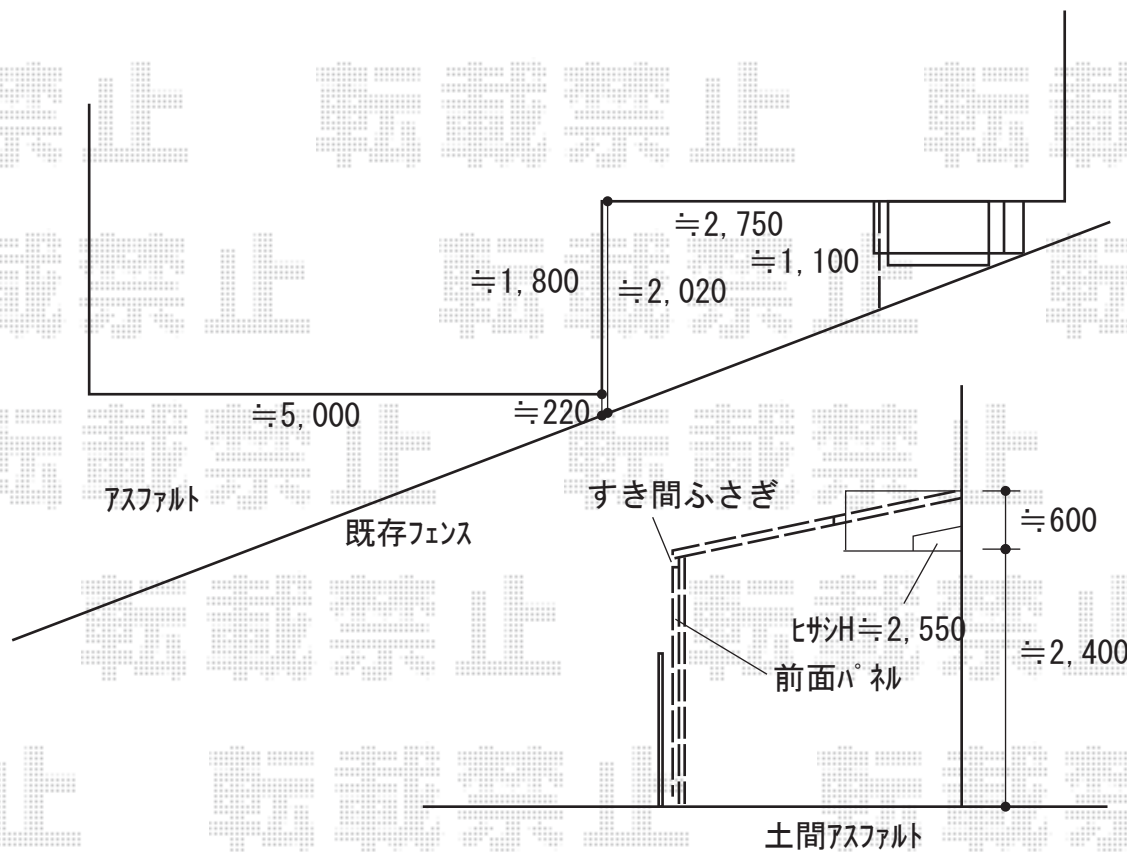 転載禁止
≒2,750
≒1,100
≒1,800
≒2,020
≒5,000
≒220
アスファルト
既存フェンス
すき間ふさぎ
≒600
ヒサシH≒2,550
≒2,400
前面パネル
土間アスファルト